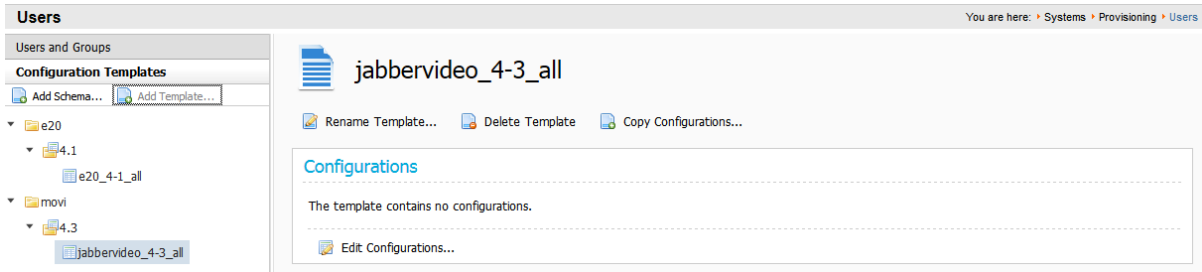 Users
You are here: Systems Provisioning Users
Users and Groups
Configuration Templates
Add Schema... Add Template...
e20
4.1
e20_4-1_all
movi
4.3
jabbervideo_4-3_all
jabbervideo_4-3_all
Rename Template... Delete Template Copy Configurations...
Configurations
The template contains no configurations.
Edit Configurations...